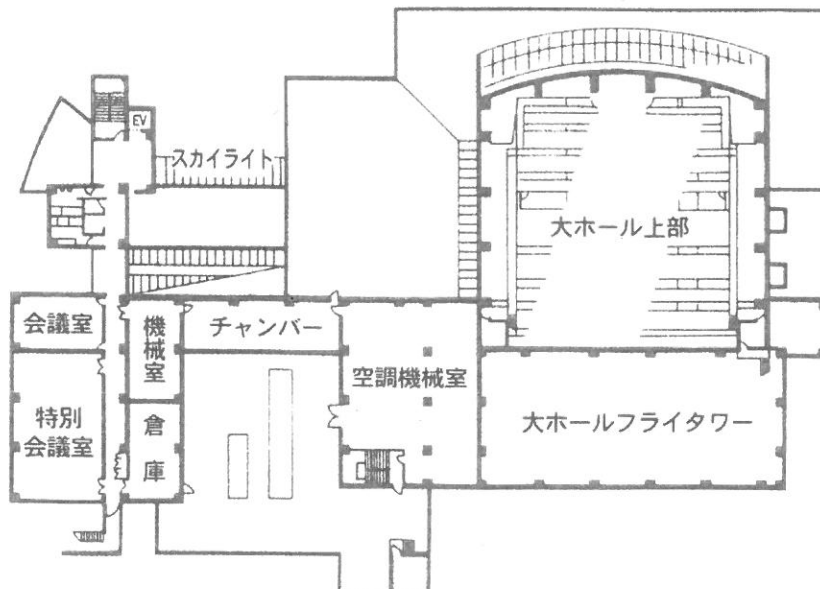 EV
スカイライト
大ホール上部
会議室
機械室
チャンバー
空調機械室
特別
会議室
倉庫
大ホールフライタワー